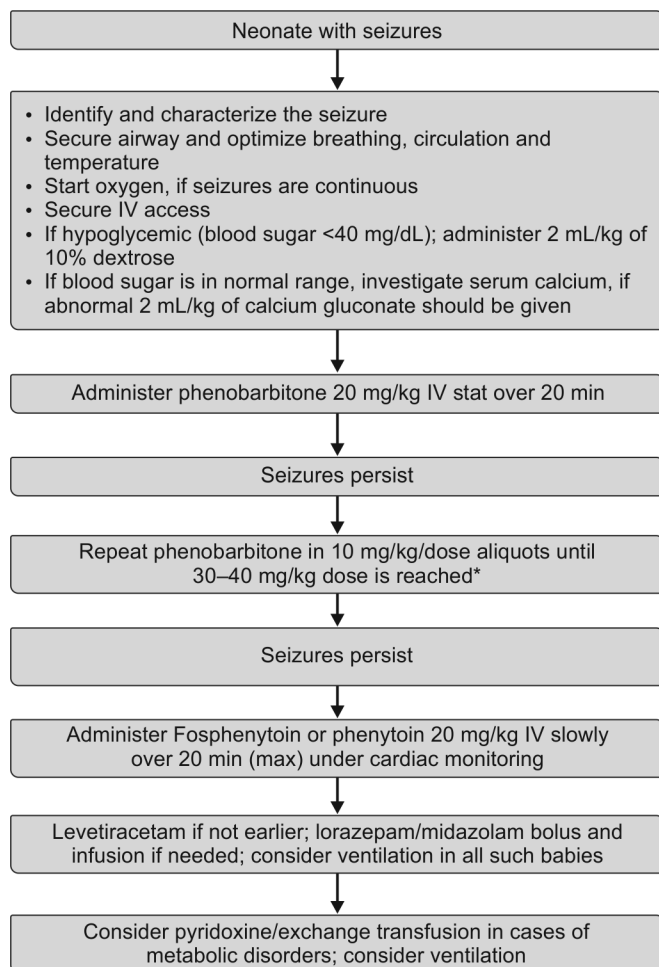 Neonate with seizures
• Identify and characterize the seizure
• Secure airway and optimize breathing, circulation and
temperature
• Start oxygen, if seizures are continuous
• Secure IV access
• If hypoglycemic (blood sugar <40 mg/dL); administer 2 mL/kg of
10% dextrose
• If blood sugar is in normal range, investigate serum calcium, if
abnormal 2 mL/kg of calcium gluconate should be given
Administer phenobarbitone 20 mg/kg IV stat over 20 min
Seizures persist
Repeat phenobarbitone in 10 mg/kg/dose aliquots until
30–40 mg/kg dose is reached*
Seizures persist
Administer Fosphenytoin or phenytoin 20 mg/kg IV slowly
over 20 min (max) under cardiac monitoring
Levetiracetam if not earlier; lorazepam/midazolam bolus and
infusion if needed; consider ventilation in all such babies
Consider pyridoxine/exchange transfusion in cases of
metabolic disorders; consider ventilation